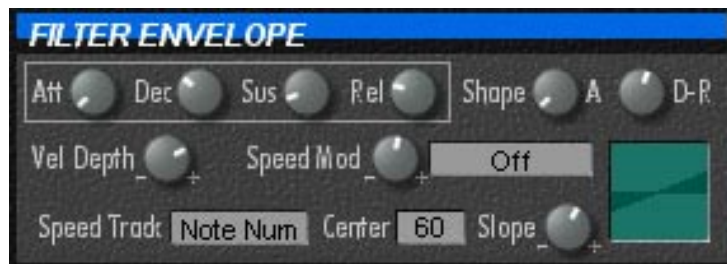 FILTER ENVELOPE
Att Dec Sus Rel Shape A D-R
Vel Depth - + Speed Mod - + Off
Speed Track Note Num Center 60 Slope - +